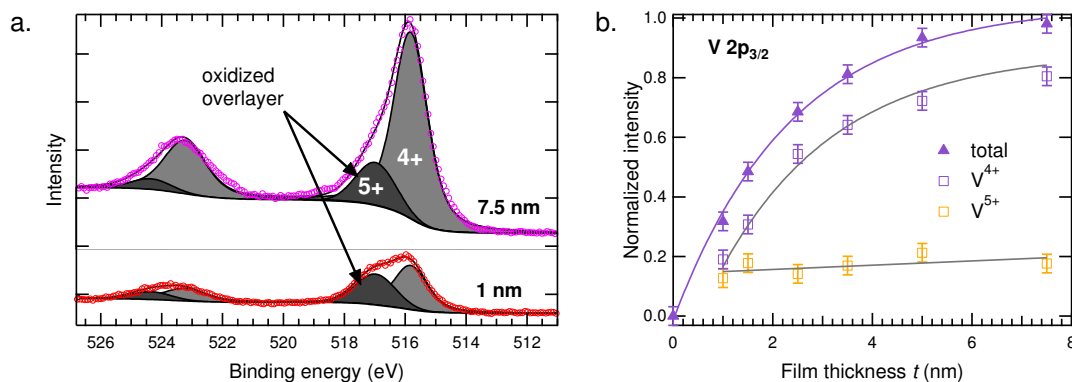 a.
Intensity
oxidized
overlayer
4+
5+
7.5 nm
1 nm
526 524 522 520 518 516 514 512
Binding energy (eV)
b.
V 2p3/2
Normalized intensity
1.0
0.8
0.6
0.4
0.2
0.0
total
V4+
V5+
0 2 4 6 8
Film thickness t (nm)